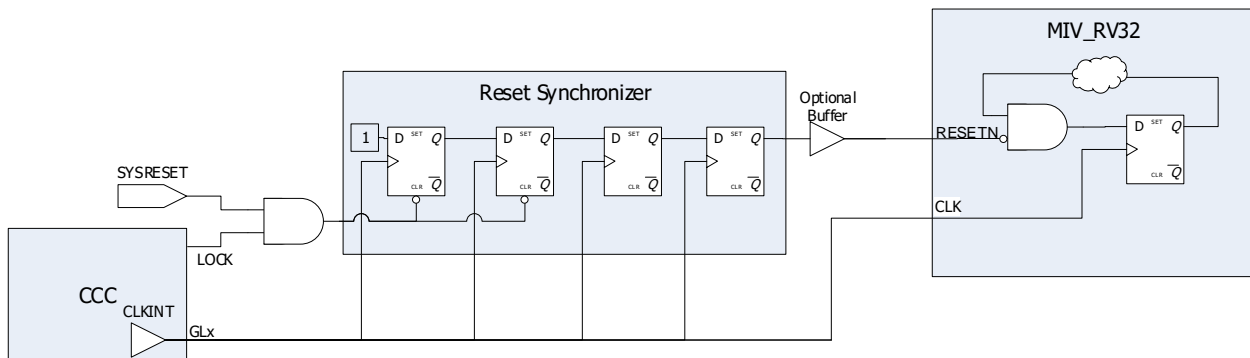 MIV_RV32
Reset Synchronizer
Optional
Buffer
1
D SET Q
Q
CLR
D SET Q
Q
CLR
D SET Q
Q
CLR
D SET Q
Q
CLR
RESETN
D SET Q
Q
CLR
SYSRESET
CLK
LOCK
CCC
CLKINT
GLx